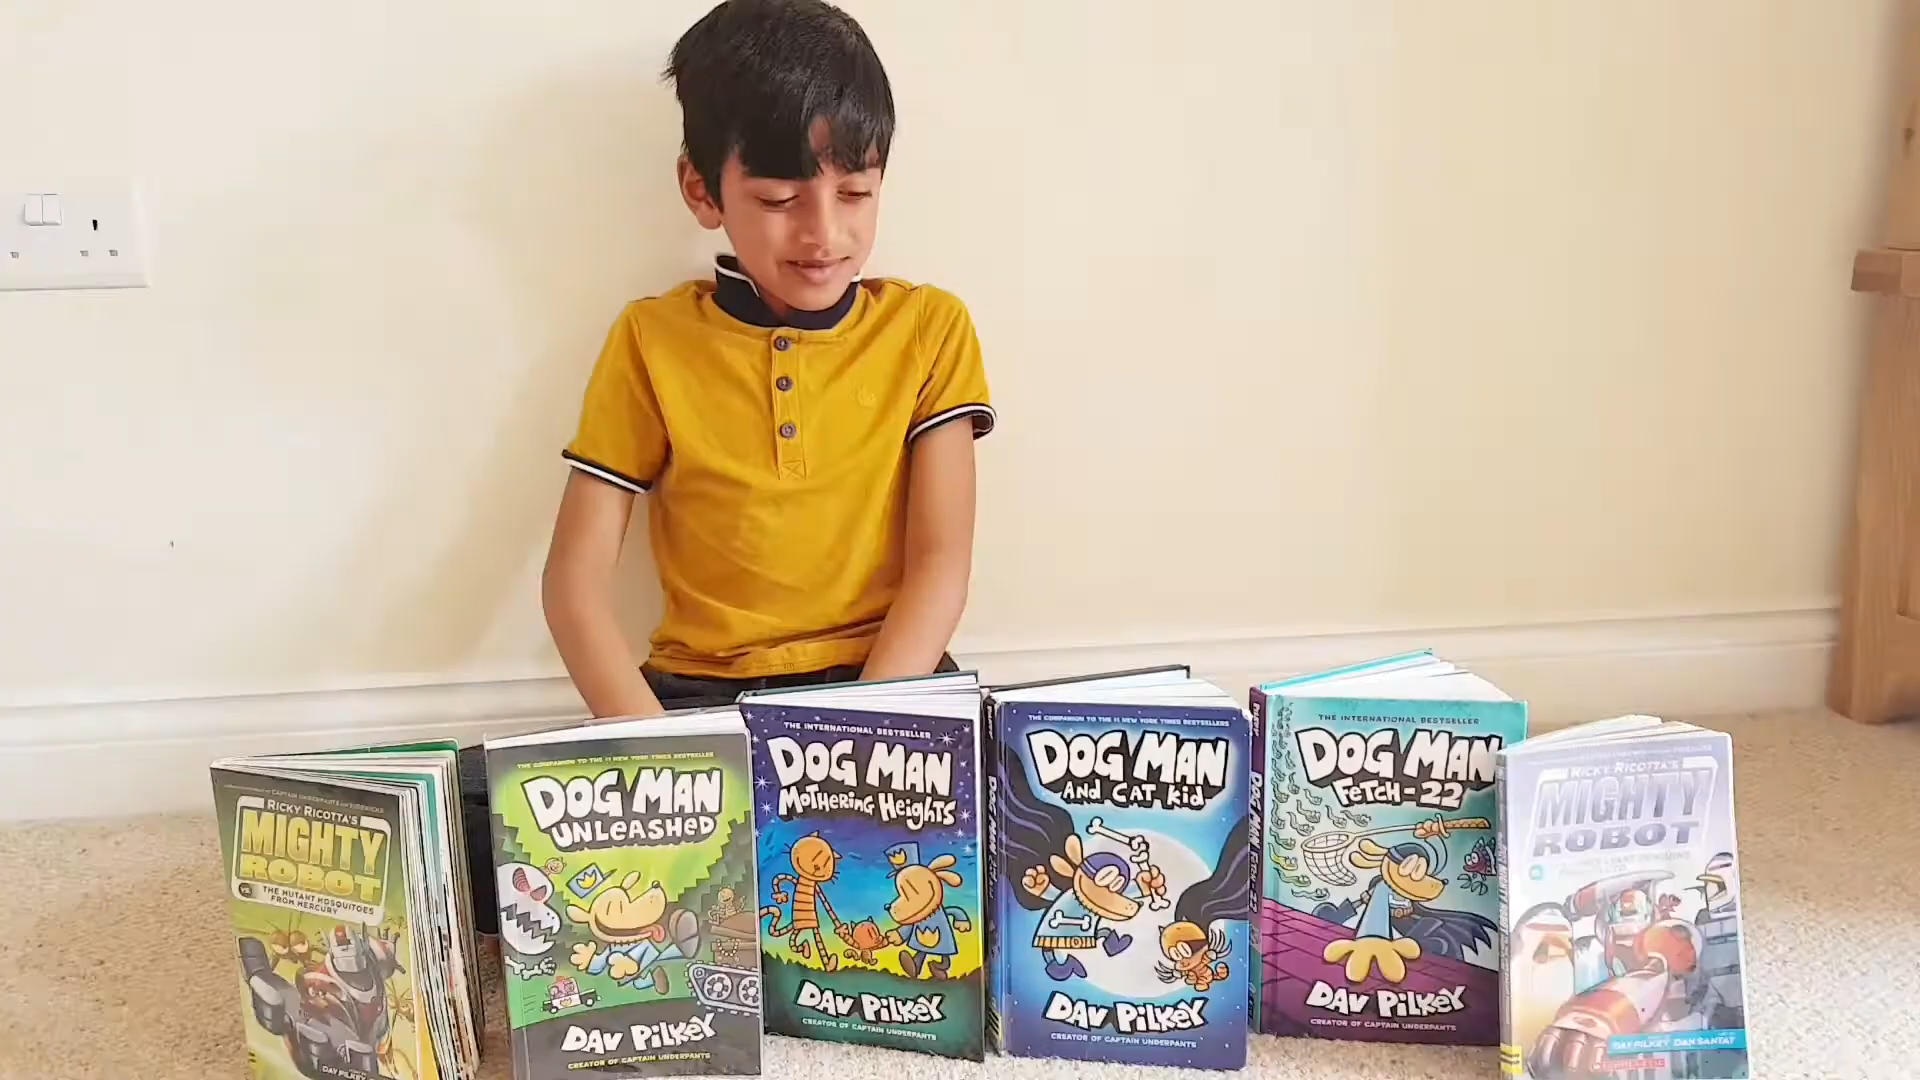 RICKY RICOTTA'S
MIGHTY
ROBOT
VS.
THE MUTANT MOSQUITOES
FROM MERCURY
DAV PILKEY
THE COMPANION TO THE #1 NEW YORK TIMES BESTSELLER
DOG MAN
UNLEASHED
DAV PILKEY
CREATOR OF CAPTAIN UNDERPANTS
THE INTERNATIONAL BESTSELLER
DOG MAN
MOTHERING HEIGHTS
DAV PILKEY
CREATOR OF CAPTAIN UNDERPANTS
THE COMPANION TO THE #1 NEW YORK TIMES BESTSELLERS
DOG MAN
AND CAT KID
DAV PILKEY
CREATOR OF CAPTAIN UNDERPANTS
THE INTERNATIONAL BESTSELLER
DOG MAN
FETCH-22
DAV PILKEY
CREATOR OF CAPTAIN UNDERPANTS
RICKY RICOTTA'S
MIGHTY
ROBOT
DAV PILKEY DAN SANTAT
SCHOLASTIC